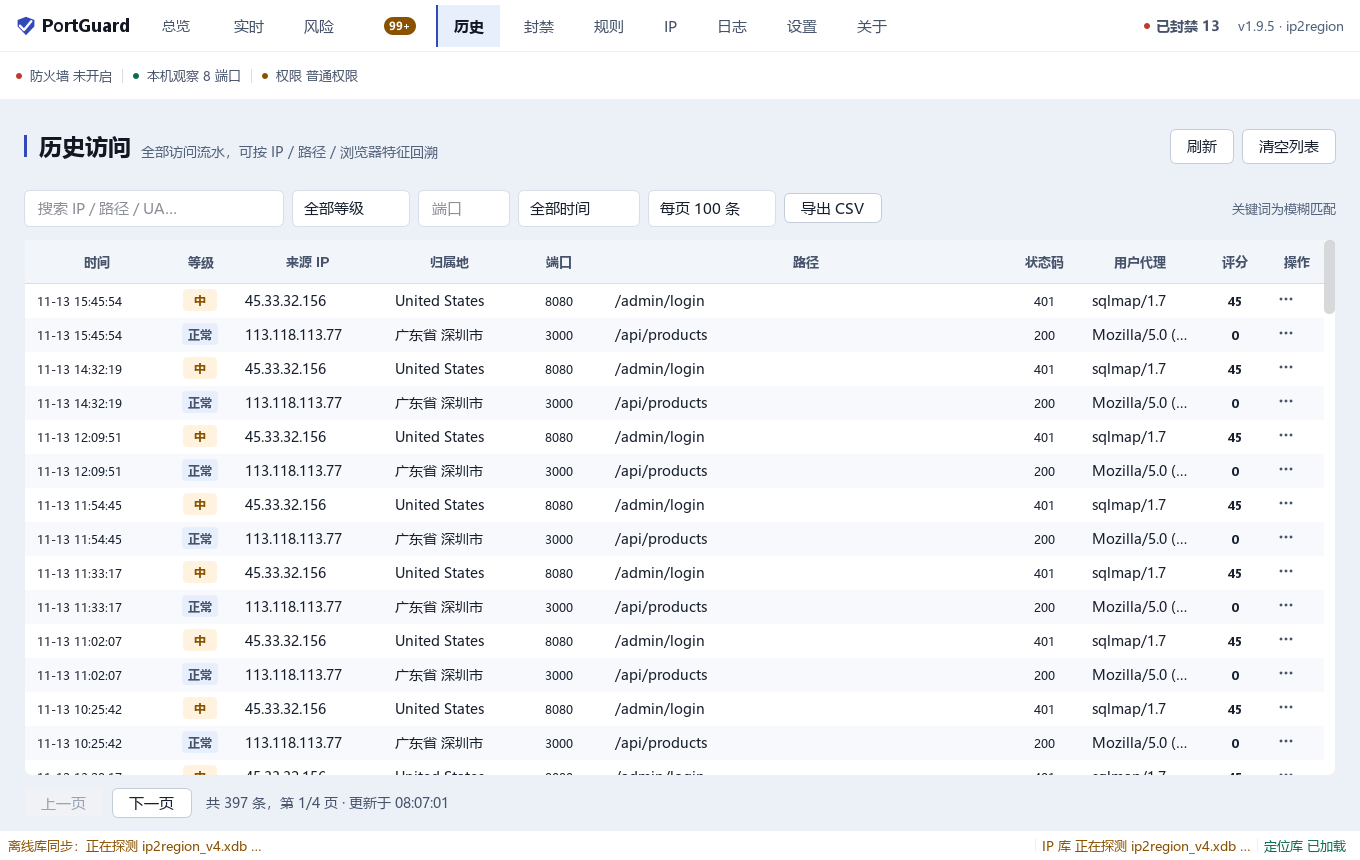 PortGuard 总览 实时 风险 99+ 历史 封禁 规则 IP 日志 设置 关于 已封禁 13 v1.9.5 · ip2region
防火墙 未开启 本机观察 8 端口 权限 普通权限
历史访问 全部访问流水，可按 IP / 路径 / 浏览器特征回溯 刷新 清空列表
搜索 IP / 路径 / UA... 全部等级 端口 全部时间 每页 100 条 导出 CSV 关键词为模糊匹配
时间 等级 来源 IP 归属地 端口 路径 状态码 用户代理 评分 操作
11-13 15:45:54 中 45.33.32.156 United States 8080 /admin/login 401 sqlmap/1.7 45 ...
11-13 15:45:54 正常 113.118.113.77 广东省 深圳市 3000 /api/products 200 Mozilla/5.0 (... 0 ...
11-13 14:32:19 中 45.33.32.156 United States 8080 /admin/login 401 sqlmap/1.7 45 ...
11-13 14:32:19 正常 113.118.113.77 广东省 深圳市 3000 /api/products 200 Mozilla/5.0 (... 0 ...
11-13 12:09:51 中 45.33.32.156 United States 8080 /admin/login 401 sqlmap/1.7 45 ...
11-13 12:09:51 正常 113.118.113.77 广东省 深圳市 3000 /api/products 200 Mozilla/5.0 (... 0 ...
11-13 11:54:45 中 45.33.32.156 United States 8080 /admin/login 401 sqlmap/1.7 45 ...
11-13 11:54:45 正常 113.118.113.77 广东省 深圳市 3000 /api/products 200 Mozilla/5.0 (... 0 ...
11-13 11:33:17 中 45.33.32.156 United States 8080 /admin/login 401 sqlmap/1.7 45 ...
11-13 11:33:17 正常 113.118.113.77 广东省 深圳市 3000 /api/products 200 Mozilla/5.0 (... 0 ...
11-13 11:02:07 中 45.33.32.156 United States 8080 /admin/login 401 sqlmap/1.7 45 ...
11-13 11:02:07 正常 113.118.113.77 广东省 深圳市 3000 /api/products 200 Mozilla/5.0 (... 0 ...
11-13 10:25:42 中 45.33.32.156 United States 8080 /admin/login 401 sqlmap/1.7 45 ...
11-13 10:25:42 正常 113.118.113.77 广东省 深圳市 3000 /api/products 200 Mozilla/5.0 (... 0 ...
上一页 下一页 共 397 条，第 1/4 页 · 更新于 08:07:01
离线库同步：正在探测 ip2region_v4.xdb ... IP 库 正在探测 ip2region_v4.xdb ... 定位库 已加载